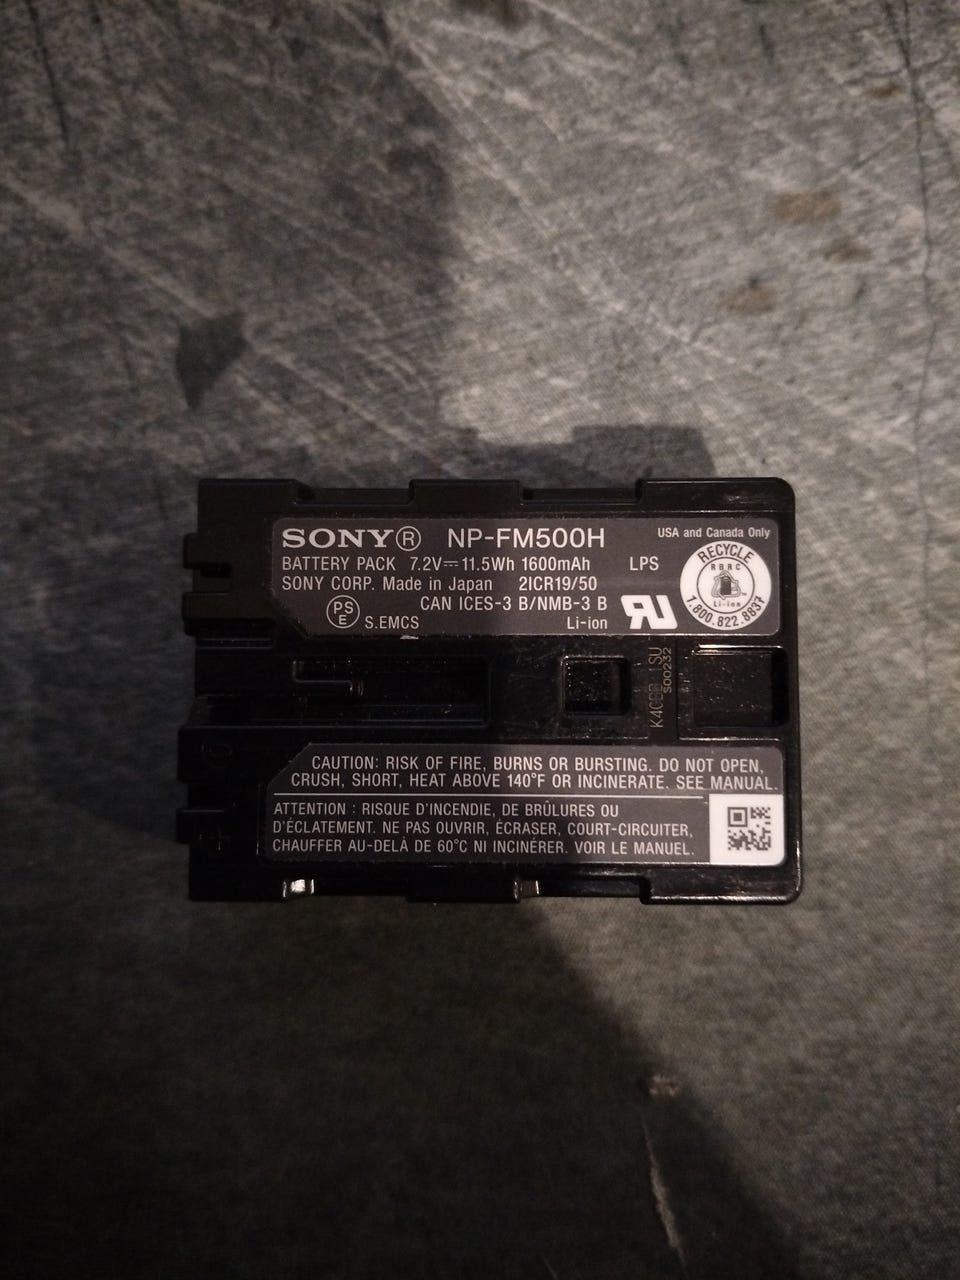 SONY® NP-FM500H
USA and Canada Only
BATTERY PACK 7.2V⎓11.5Wh 1600mAh LPS
SONY CORP. Made in Japan 2ICR19/50
CAN ICES-3 B/NMB-3 B
PSE S.EMCS Li-ion
RU
RECYCLE
RBRC
Li-ion
1.800.822.8837
LSU
S00232
CAUTION: RISK OF FIRE, BURNS OR BURSTING. DO NOT OPEN,
CRUSH, SHORT, HEAT ABOVE 140°F OR INCINERATE. SEE MANUAL.
ATTENTION : RISQUE D'INCENDIE, DE BRÛLURES OU
D'ÉCLATEMENT. NE PAS OUVRIR, ÉCRASER, COURT-CIRCUITER,
CHAUFFER AU-DELÀ DE 60°C NI INCINÉRER. VOIR LE MANUEL.